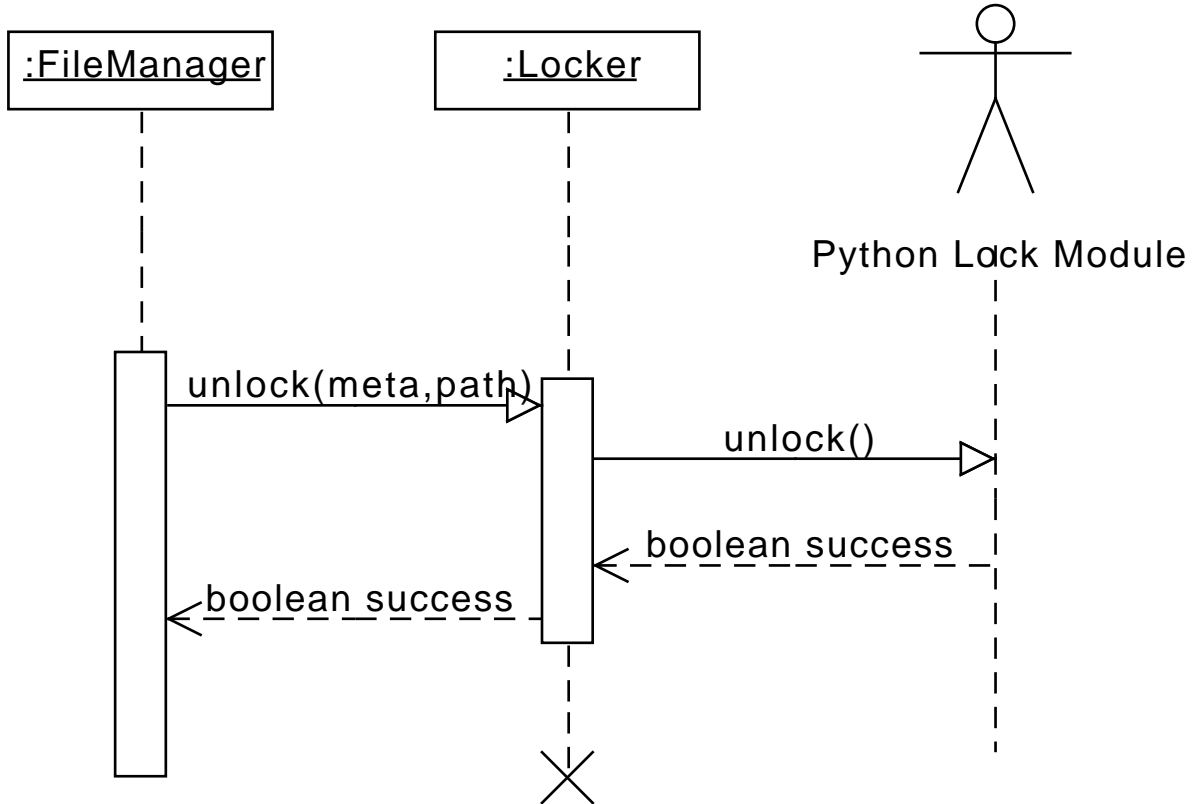 :FileManager
:Locker
Python Lock Module
unlock(meta,path)
unlock()
boolean success
boolean success